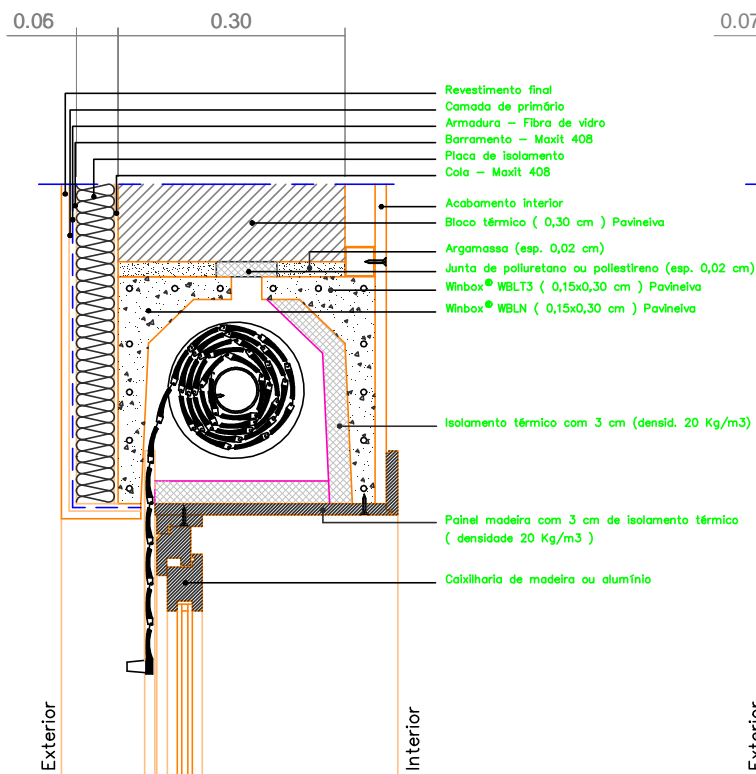 0.06
0.30
0.07
Revestimento final
Camada de primário
Armadura – Fibra de vidro
Barramento – Maxit 408
Placa de isolamento
Cola – Maxit 408
Acabamento interior
Bloco térmico ( 0,30 cm ) Pavineiva
Argamassa (esp. 0,02 cm)
Junta de poliuretano ou poliestireno (esp. 0,02 cm)
Winbox® WBLT3 ( 0,15x0,30 cm ) Pavineiva
Winbox® WBLN ( 0,15x0,30 cm ) Pavineiva
Isolamento térmico com 3 cm (densid. 20 Kg/m3)
Painel madeira com 3 cm de isolamento térmico
( densidade 20 Kg/m3 )
Caixilharia de madeira ou alumínio
Exterior
Interior
Exterior